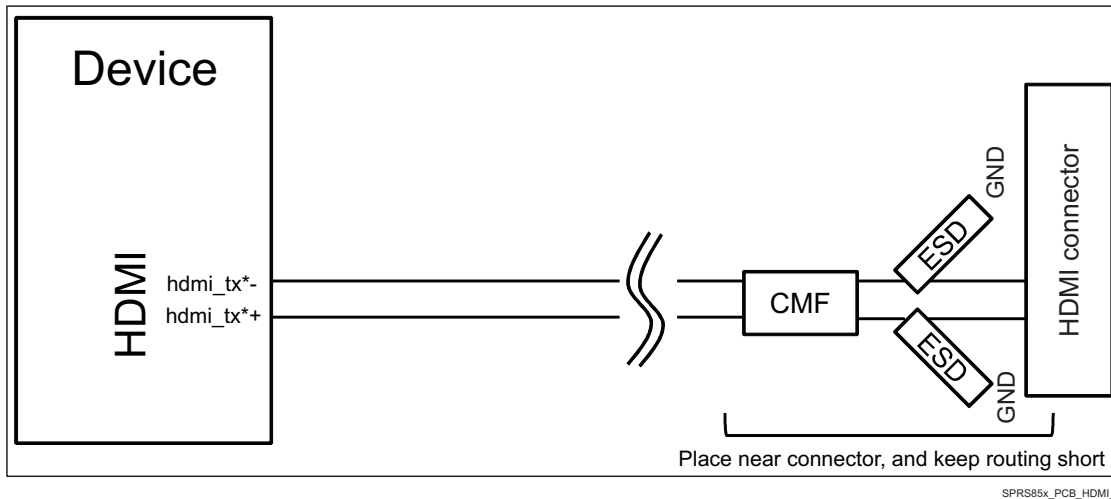 Device
HDMI
hdmi_tx*-
hdmi_tx*+
CMF
ESD
GND
ESD
GND
HDMI connector
Place near connector, and keep routing short
SPRS85x_PCB_HDMI_